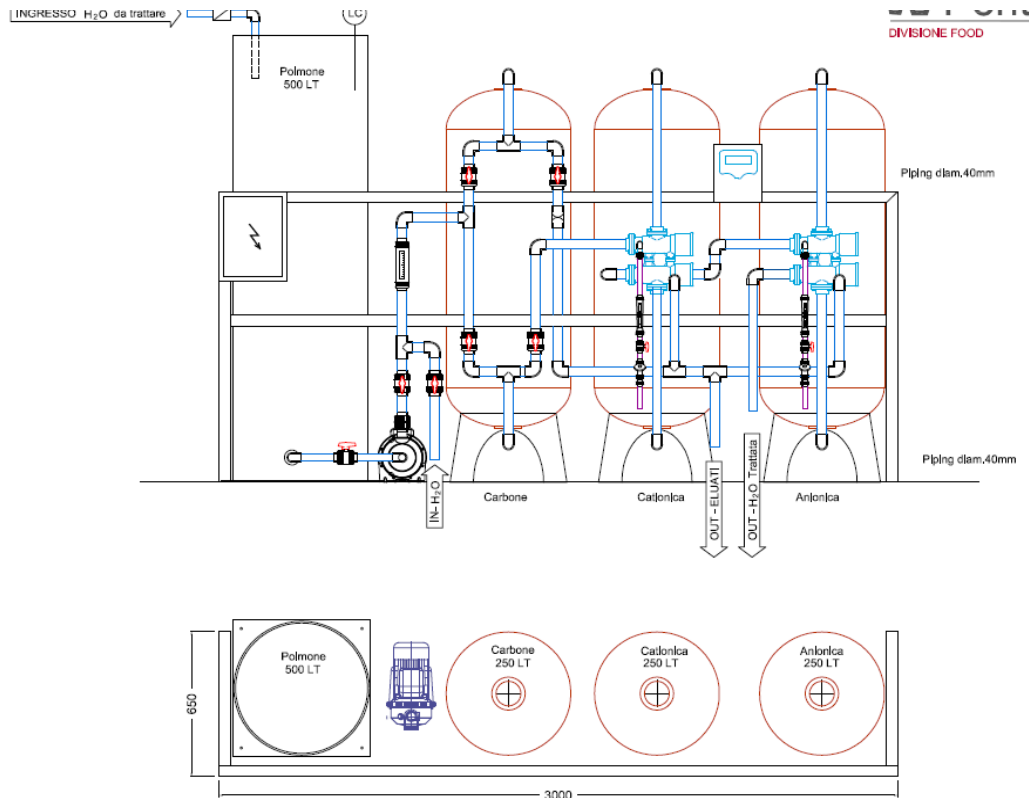 INGRESSO H₂O da trattare
LC
DIVISIONE FOOD
Polmone
500 LT
Piping diam.40mm
Piping diam.40mm
IN-H₂O
Carbone
Cationica
OUT - ELUATI
OUT - H₂O Trattata
Anionica
Polmone
500 LT
Carbone
250 LT
Cationica
250 LT
Anionica
250 LT
650
3000